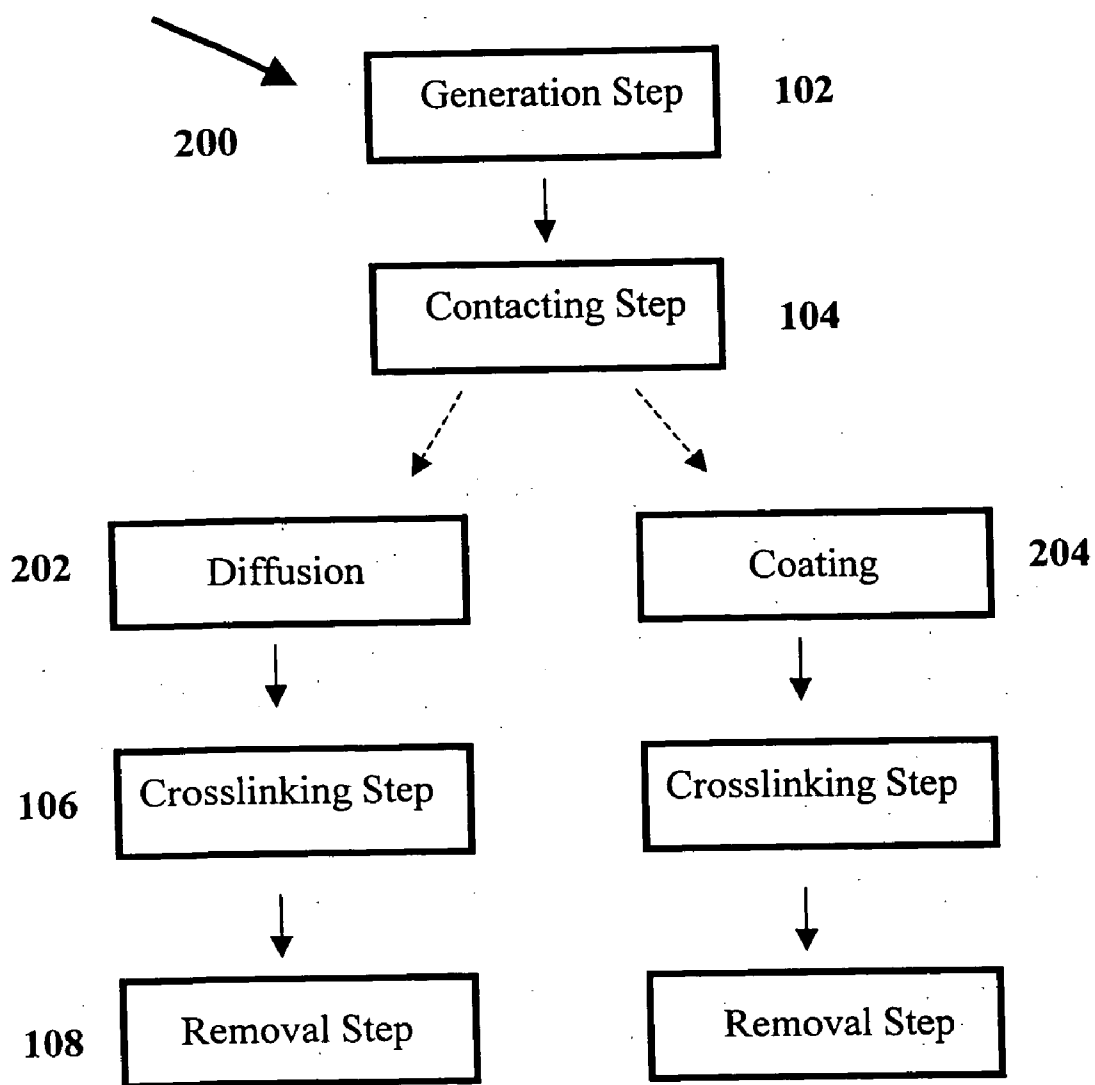 Generation Step 102
200
Contacting Step 104
202 Diffusion
Coating 204
106 Crosslinking Step
Crosslinking Step
108 Removal Step
Removal Step